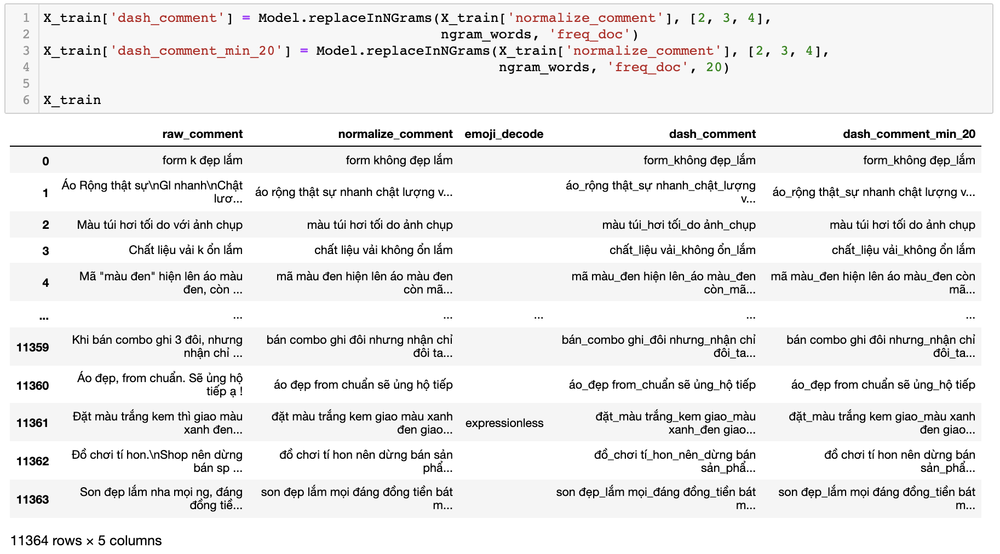 1 X_train['dash_comment'] = Model.replaceInNGrams(X_train['normalize_comment'], [2, 3, 4],
2 ngram_words, 'freq_doc')
3 X_train['dash_comment_min_20'] = Model.replaceInNGrams(X_train['normalize_comment'], [2, 3, 4],
4 ngram_words, 'freq_doc', 20)
5
6 X_train
raw_comment normalize_comment emoji_decode dash_comment dash_comment_min_20
0 form k đẹp lắm form không đẹp lắm form_không đẹp_lắm form_không đẹp_lắm
1 Áo Rộng thật sự\nGl nhanh\nChật lươ... áo rộng thật sự nhanh chật lượng v... áo_rộng thật_sự nhanh_chật_lượng v... áo_rộng thật_sự nhanh chật lượng v...
2 Màu túi hơi tối do với ảnh chụp màu túi hơi tối do ảnh chụp màu túi_hơi tối_do ảnh_chụp màu túi hơi tối do ảnh chụp
3 Chất liệu vải k ổn lắm chất liệu vải không ổn lắm chất_liệu vải_không ổn_lắm chất_liệu vải_không ổn lắm
4 Mã "màu đen" hiện lên áo màu đen, còn ... mã màu đen hiện lên áo màu đen còn mã... mã màu_đen hiện lên_áo màu_đen còn_mã... mã màu_đen hiện lên áo màu_đen còn mã...
... ... ... ... ... ...
11359 Khi bán combo ghi 3 đôi, nhưng nhận chỉ ... bán combo ghi đôi nhưng nhận chỉ đôi ta... bán_combo ghi_đôi nhưng_nhận chỉ đôi_ta... bán combo ghi đôi nhưng_nhận chỉ đôi_ta...
11360 Áo đẹp, from chuẩn. Sẽ ủng hộ tiếp ạ ! áo đẹp from chuẩn sẽ ủng hộ tiếp áo_đẹp from_chuẩn sẽ ủng_hộ tiếp áo_đẹp from chuẩn sẽ ủng_hộ tiếp
11361 Đặt màu trắng kem thì giao màu xanh đen... đặt màu trắng kem giao màu xanh đen giao... expressionless đặt_màu trắng_kem giao_màu xanh_đen giao... đặt_màu trắng kem giao_màu xanh đen giao...
11362 Đồ chơi tí hon.\nShop nên dừng bán sp ... đồ chơi tí hon nên dừng bán sản phẩ... đồ_chơi tí_hon_nên_dừng bán sản_phẩ... đồ chơi tí hon nên dừng bán sản_phẩ...
11363 Son đẹp lắm nha mọi ng, đáng đồng tiề... son đẹp lắm mọi đáng đồng tiền bát m... son đẹp_lắm mọi_đáng đồng_tiền bát m... son đẹp_lắm mọi đáng đồng_tiền bát m...
11364 rows × 5 columns